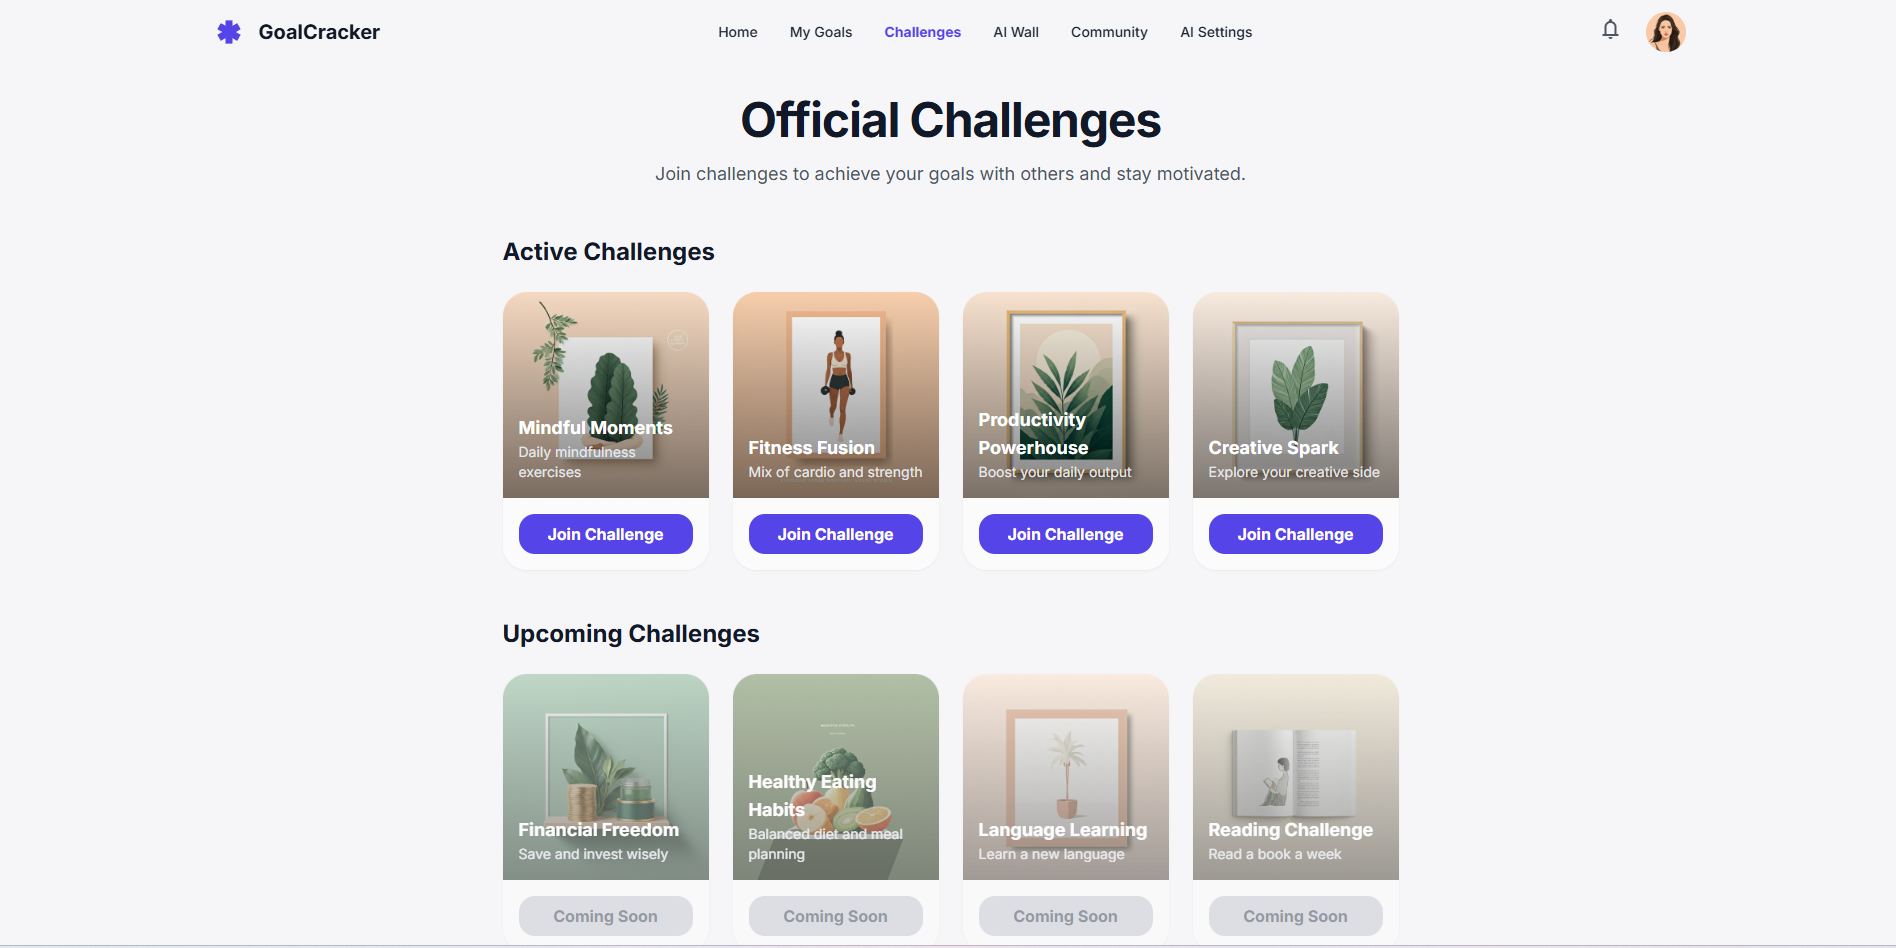 GoalCracker
Home
My Goals
Challenges
AI Wall
Community
AI Settings
Official Challenges
Join challenges to achieve your goals with others and stay motivated.
Active Challenges
Mindful Moments
Daily mindfulness
exercises
Join Challenge
Fitness Fusion
Mix of cardio and strength
Join Challenge
Productivity
Powerhouse
Boost your daily output
Join Challenge
Creative Spark
Explore your creative side
Join Challenge
Upcoming Challenges
Financial Freedom
Save and invest wisely
Coming Soon
Healthy Eating
Habits
Balanced diet and meal
planning
Coming Soon
Language Learning
Learn a new language
Coming Soon
Reading Challenge
Read a book a week
Coming Soon